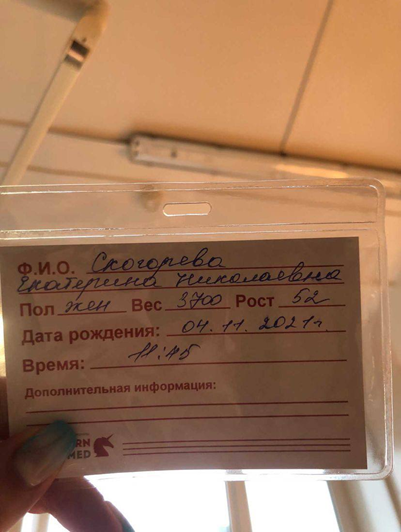 Ф.И.О. Скогорева
Екатерина Николаевна
Пол жен Вес 3700 Рост 52
Дата рождения: 04.11.2021г.
Время: 11:45
Дополнительная информация:
MED